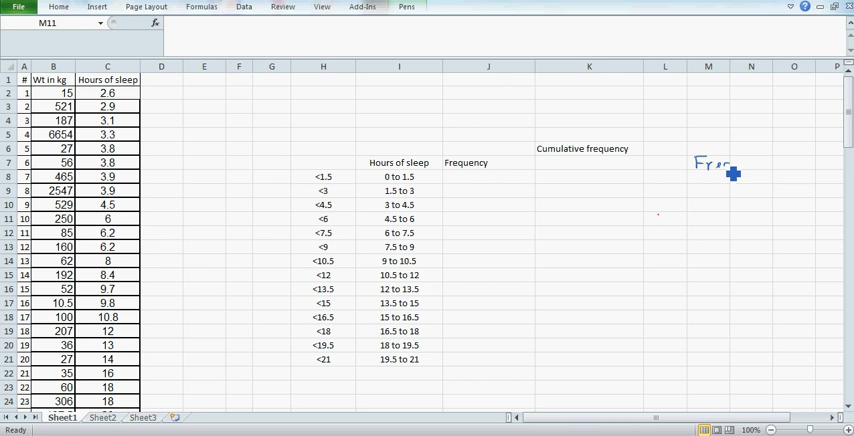 File Home Insert Page Layout Formulas Data Review View Add-Ins Pens
M11 fx
A B C D E F G H I J K L M N O P
1 # Wt in kg Hours of sleep
2 1 15 2.6
3 2 521 2.9
4 3 187 3.1
5 4 6654 3.3
6 5 27 3.8 Cumulative frequency
7 6 56 3.8 Hours of sleep Frequency Fre
8 7 465 3.9 <1.5 0 to 1.5
9 8 2547 3.9 <3 1.5 to 3
10 9 529 4.5 <4.5 3 to 4.5
11 10 250 6 <6 4.5 to 6
12 11 85 6.2 <7.5 6 to 7.5
13 12 160 6.2 <9 7.5 to 9
14 13 62 8 <10.5 9 to 10.5
15 14 192 8.4 <12 10.5 to 12
16 15 52 9.7 <13.5 12 to 13.5
17 16 10.5 9.8 <15 13.5 to 15
18 17 100 10.8 <16.5 15 to 16.5
19 18 207 12 <18 16.5 to 18
20 19 36 13 <19.5 18 to 19.5
21 20 27 14 <21 19.5 to 21
22 21 35 16
23 22 60 18
24 23 306 18
Sheet1 Sheet2 Sheet3
Ready 100%